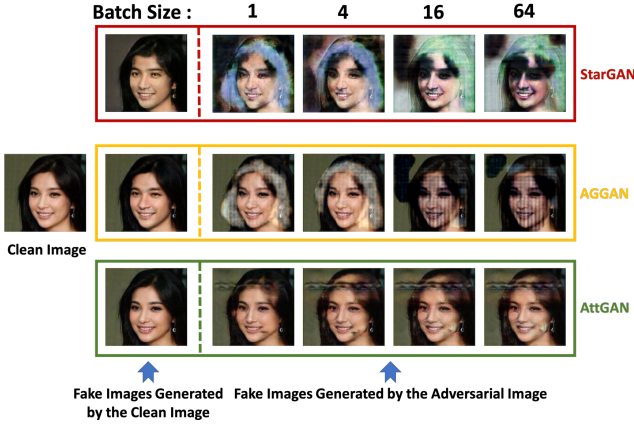 Batch Size : 1 4 16 64
StarGAN
AGGAN
Clean Image
AttGAN
Fake Images Generated
by the Clean Image
Fake Images Generated by the Adversarial Image